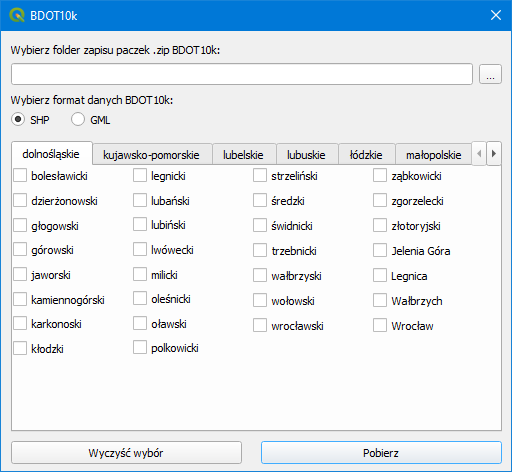 BDOT10k
Wybierz folder zapisu paczek .zip BDOT10k:
...
Wybierz format danych BDOT10k:
SHP GML
dolnośląskie kujawsko-pomorskie lubelskie lubuskie łódzkie małopolskie
bolesławicki legnicki strzeliński ząbkowicki
dzierżonowski lubański średzki zgorzelecki
głogowski lubiński świdnicki złotoryjski
górowski lwówecki trzebnicki Jelenia Góra
jaworski milicki wałbrzyski Legnica
kamiennogórski oleśnicki wołowski Wałbrzych
karkonoski oławski wrocławski Wrocław
kłodzki polkowicki
Wyczyść wybór Pobierz